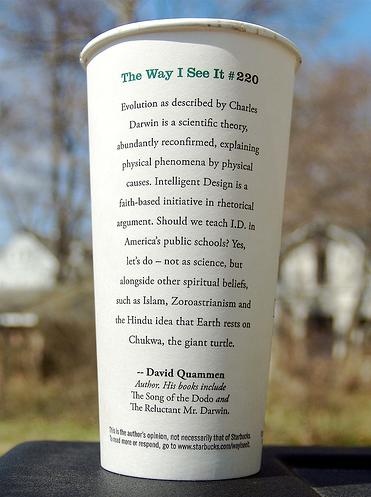 The Way I See It #220
Evolution as described by Charles
Darwin is a scientific theory,
abundantly reconfirmed, explaining
physical phenomena by physical
causes. Intelligent Design is a
faith-based initiative in rhetorical
argument. Should we teach I.D. in
America's public schools? Yes,
let's do – not as science, but
alongside other spiritual beliefs,
such as Islam, Zoroastrianism and
the Hindu idea that Earth rests on
Chukwa, the giant turtle.
-- David Quammen
Author. His books include
The Song of the Dodo and
The Reluctant Mr. Darwin.
This is the author's opinion, not necessarily that of Starbucks.
To read more or respond, go to www.starbucks.com/wayiseeit.